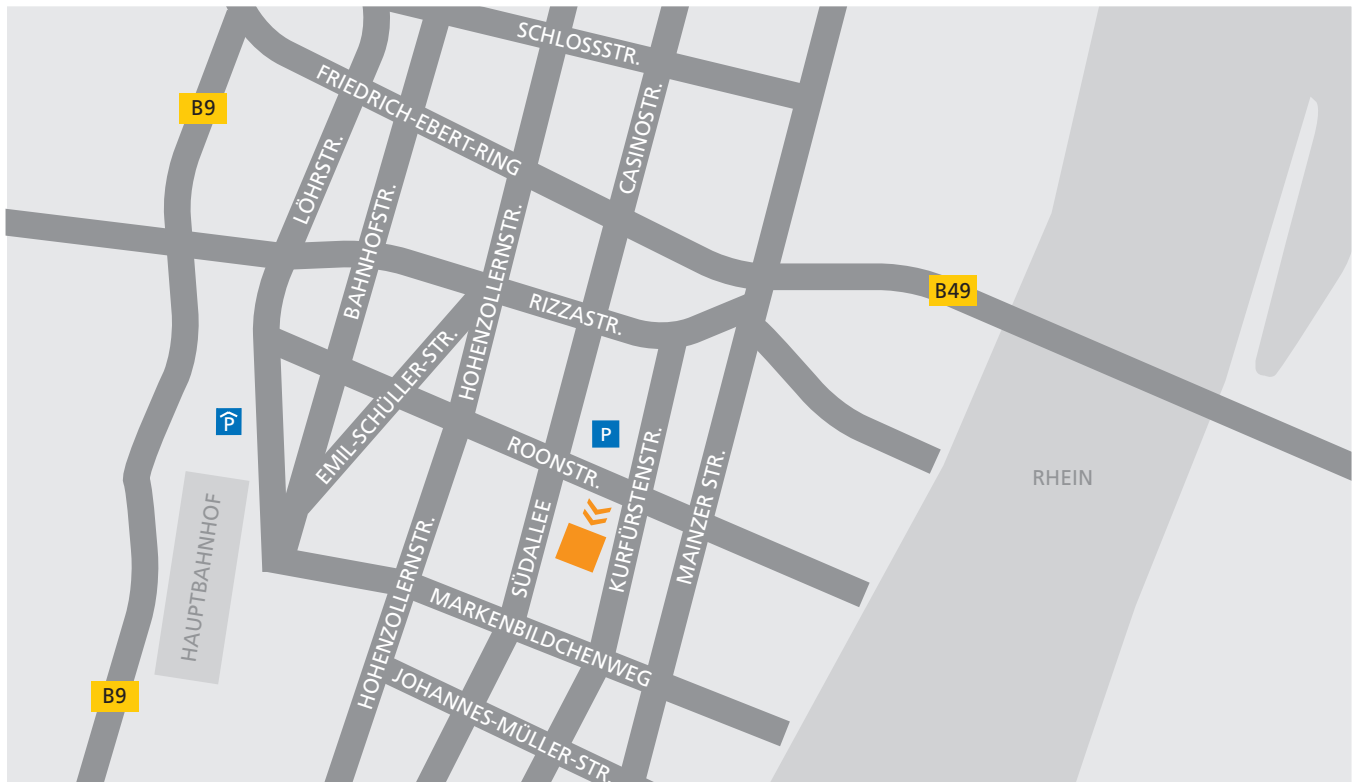 SCHLOSSSTR.
FRIEDRICH-EBERT-RING
B9
CASINOSTR.
LÖHRSTR.
BAHNHOFSTR.
HOHENZOLLERNSTR.
B49
RIZZASTR.
EMIL-SCHÜLLER-STR.
P
P
ROONSTR.
KURFÜRSTENSTR.
MAINZER STR.
RHEIN
SÜDALLEE
HAUPTBAHNHOF
HOHENZOLLERNSTR.
MARKENBILDCHENWEG
B9
JOHANNES-MÜLLER-STR.